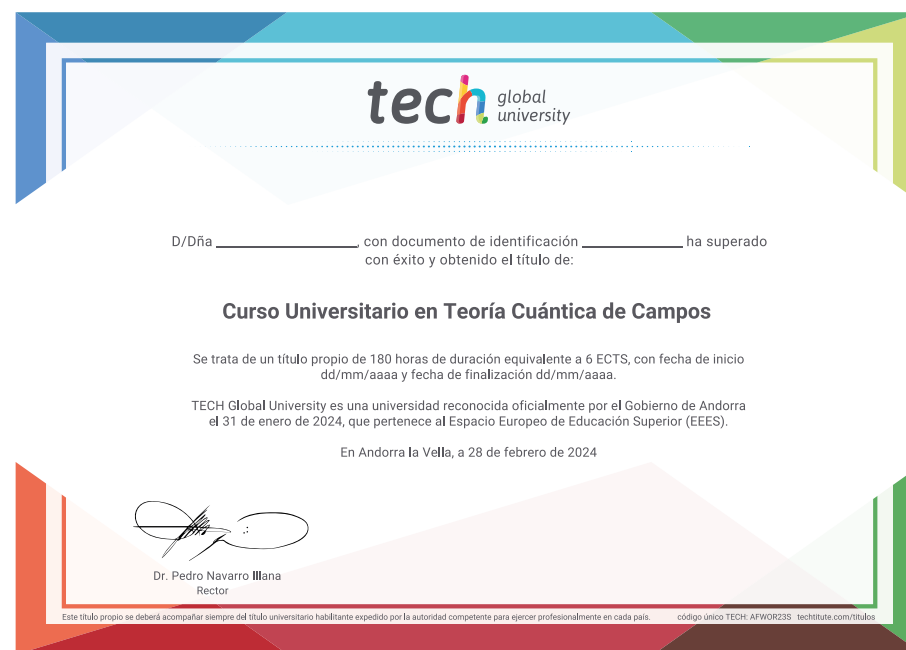 tech global university
D/Dña ____________________, con documento de identificación ______________ ha superado
con éxito y obtenido el título de:
Curso Universitario en Teoría Cuántica de Campos
Se trata de un título propio de 180 horas de duración equivalente a 6 ECTS, con fecha de inicio
dd/mm/aaaa y fecha de finalización dd/mm/aaaa.
TECH Global University es una universidad reconocida oficialmente por el Gobierno de Andorra
el 31 de enero de 2024, que pertenece al Espacio Europeo de Educación Superior (EEES).
En Andorra la Vella, a 28 de febrero de 2024
Dr. Pedro Navarro Illana
Rector
Este título propio se deberá acompañar siempre del título universitario habilitante expedido por la autoridad competente para ejercer profesionalmente en cada país. código único TECH: AFWOR23S techtitute.com/titulos